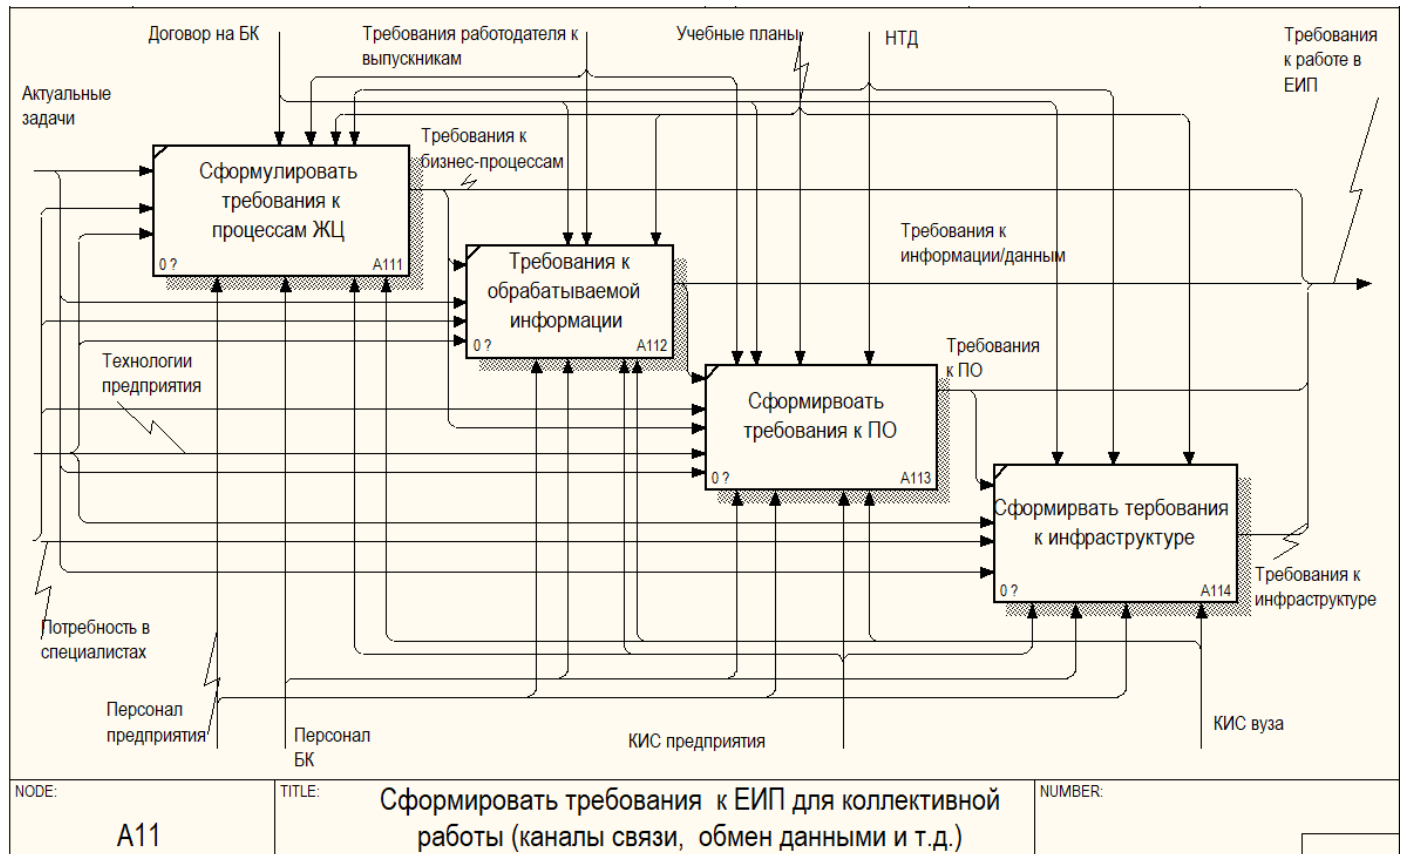 Договор на БК
Требования работодателя к
выпускникам
Учебные планы
НТД
Требования
к работе в
ЕИП
Актуальные
задачи
Требования к
бизнес-процессам
Сформулировать
требования к
процессам ЖЦ
0 ?
A111
Требования к
информации/данным
Требования к
обрабатываемой
информации
0 ?
A112
Технологии
предприятия
Требования
к ПО
Сформирвоать
требования к ПО
0 ?
A113
Сформирвать тербования
к инфраструктуре
0 ?
A114
Требования к
инфраструктуре
Потребность в
специалистах
Персонал
предприятия
Персонал
БК
КИС предприятия
КИС вуза
NODE:
A11
TITLE:
Сформировать требования к ЕИП для коллективной
работы (каналы связи, обмен данными и т.д.)
NUMBER: